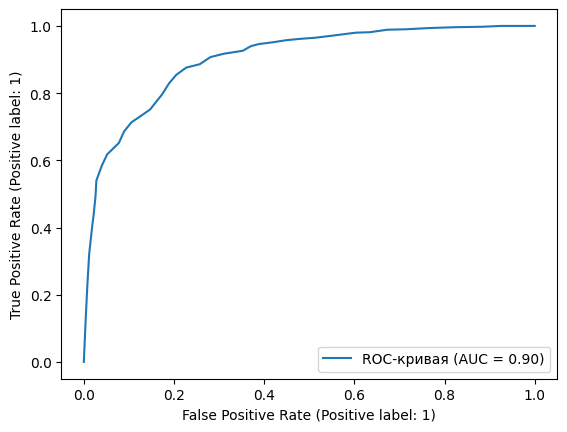 1.0
0.8
0.6
0.4
0.2
0.0
True Positive Rate (Positive label: 1)
ROC-кривая (AUC = 0.90)
0.0 0.2 0.4 0.6 0.8 1.0
False Positive Rate (Positive label: 1)